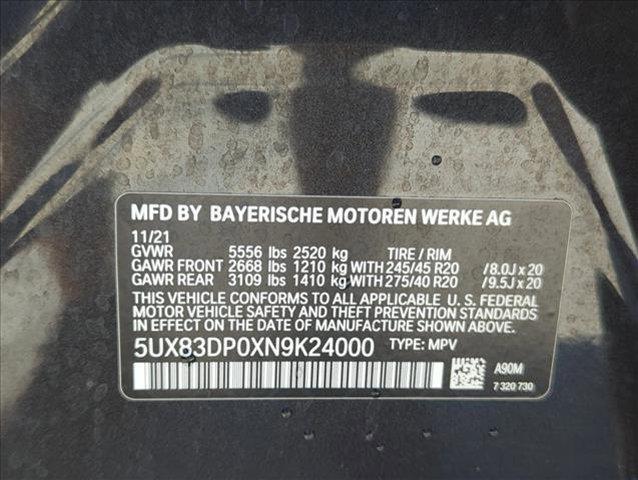 MFD BY BAYERISCHE MOTOREN WERKE AG
11/21
GVWR 5556 lbs 2520 kg TIRE / RIM
GAWR FRONT 2668 lbs 1210 kg WITH 245/45 R20 /8.0J x 20
GAWR REAR 3109 lbs 1410 kg WITH 275/40 R20 /9.5J x 20
THIS VEHICLE CONFORMS TO ALL APPLICABLE U. S. FEDERAL
MOTOR VEHICLE SAFETY AND THEFT PREVENTION STANDARDS
IN EFFECT ON THE DATE OF MANUFACTURE SHOWN ABOVE
5UX83DP0XN9K24000 TYPE: MPV
A90M
7 320 730